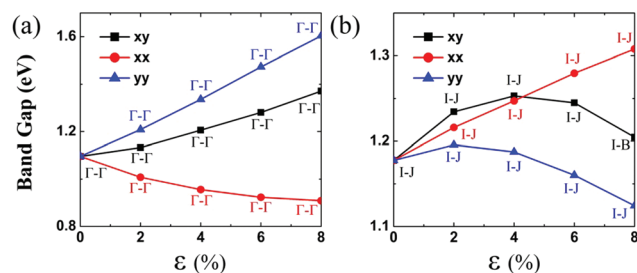 (a)
Band Gap (eV)
1.6
1.2
0.8
xy
xx
yy
Γ-Γ
Γ-Γ
Γ-Γ
Γ-Γ
Γ-Γ
Γ-Γ
Γ-Γ
Γ-Γ
Γ-Γ
Γ-Γ
Γ-Γ
Γ-Γ
Γ-Γ
0 2 4 6 8
ε (%)
(b)
1.3
1.2
1.1
xy
xx
yy
I-J
I-J
I-J
I-J
I-J
I-J
I-J
I-J
I-B
I-J
I-J
I-J
I-J
0 2 4 6 8
ε (%)